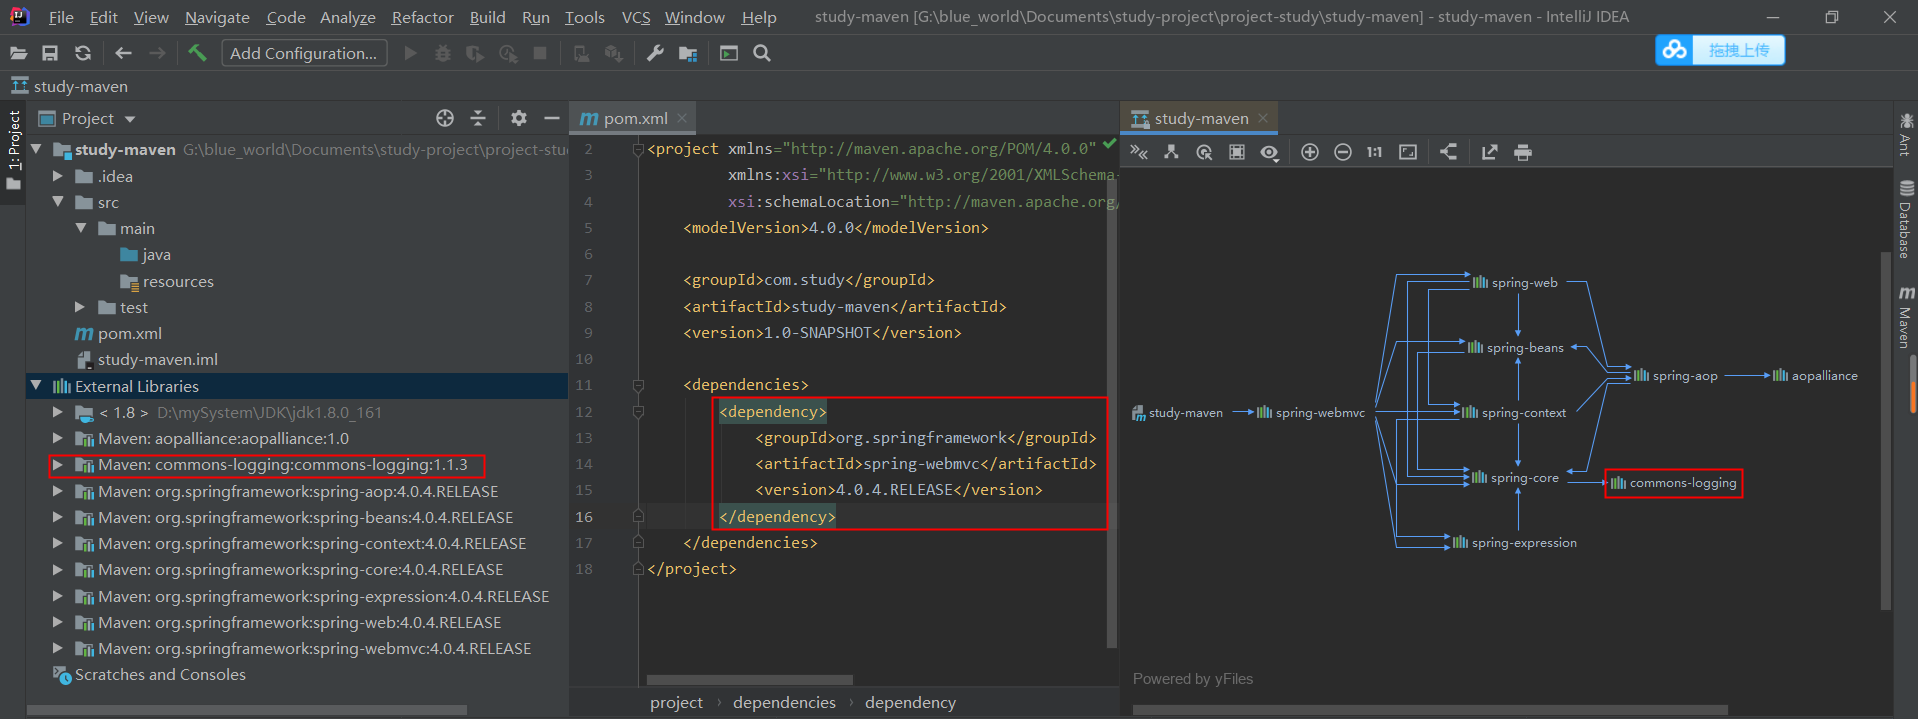 File Edit View Navigate Code Analyze Refactor Build Run Tools VCS Window Help study-maven [G:\blue_world\Documents\study-project\project-study\study-maven] - study-maven - IntelliJ IDEA
Add Configuration...
拖拽上传
study-maven
1: Project
Project
study-maven G:\blue_world\Documents\study-project\project-stu
.idea
src
main
java
resources
test
pom.xml
study-maven.iml
External Libraries
< 1.8 > D:\mySystem\JDK\jdk1.8.0_161
Maven: aopalliance:aopalliance:1.0
Maven: commons-logging:commons-logging:1.1.3
Maven: org.springframework:spring-aop:4.0.4.RELEASE
Maven: org.springframework:spring-beans:4.0.4.RELEASE
Maven: org.springframework:spring-context:4.0.4.RELEASE
Maven: org.springframework:spring-core:4.0.4.RELEASE
Maven: org.springframework:spring-expression:4.0.4.RELEASE
Maven: org.springframework:spring-web:4.0.4.RELEASE
Maven: org.springframework:spring-webmvc:4.0.4.RELEASE
Scratches and Consoles
pom.xml
2 <project xmlns="http://maven.apache.org/POM/4.0.0"
3 xmlns:xsi="http://www.w3.org/2001/XMLSchema-
4 xsi:schemaLocation="http://maven.apache.org/
5 <modelVersion>4.0.0</modelVersion>
6
7 <groupId>com.study</groupId>
8 <artifactId>study-maven</artifactId>
9 <version>1.0-SNAPSHOT</version>
10
11 <dependencies>
12 <dependency>
13 <groupId>org.springframework</groupId>
14 <artifactId>spring-webmvc</artifactId>
15 <version>4.0.4.RELEASE</version>
16 </dependency>
17 </dependencies>
18 </project>
project › dependencies › dependency
study-maven
1:1
spring-web
spring-beans
spring-aop
aopalliance
study-maven
spring-webmvc
spring-context
spring-core
commons-logging
spring-expression
Powered by yFiles
Ant
Database
m Maven